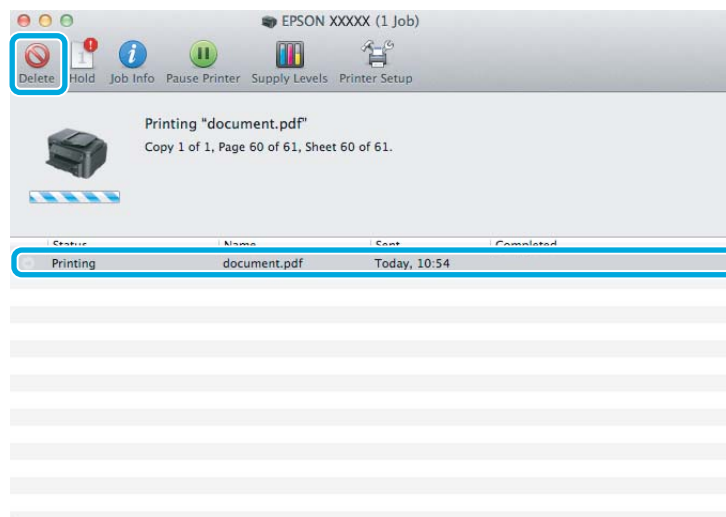 EPSON XXXXX (1 Job)
Delete Hold Job Info Pause Printer Supply Levels Printer Setup
Printing "document.pdf"
Copy 1 of 1, Page 60 of 61, Sheet 60 of 61.
Status Name Sent Completed
Printing document.pdf Today, 10:54